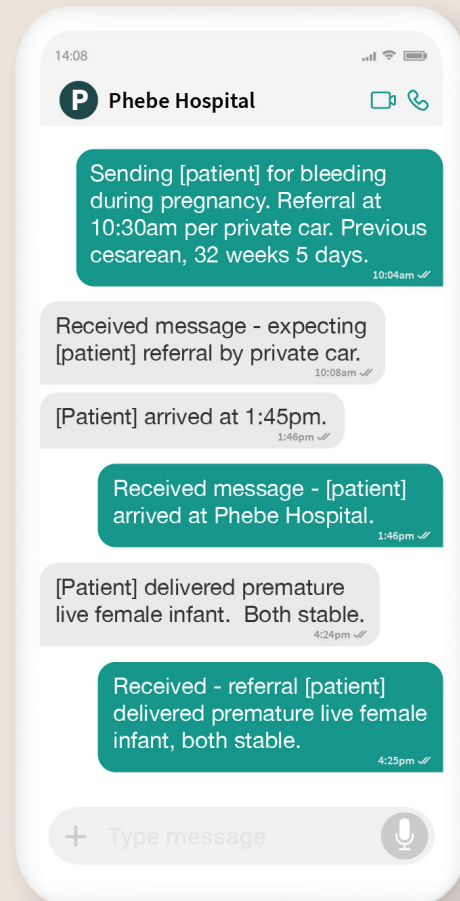 14:08
P Phebe Hospital
Sending [patient] for bleeding
during pregnancy. Referral at
10:30am per private car. Previous
cesarean, 32 weeks 5 days.
10:04am
Received message - expecting
[patient] referral by private car.
10:08am
[Patient] arrived at 1:45pm.
1:46pm
Received message - [patient]
arrived at Phebe Hospital.
1:46pm
[Patient] delivered premature
live female infant.  Both stable.
4:24pm
Received - referral [patient]
delivered premature live female
infant, both stable.
4:25pm
+ Type message